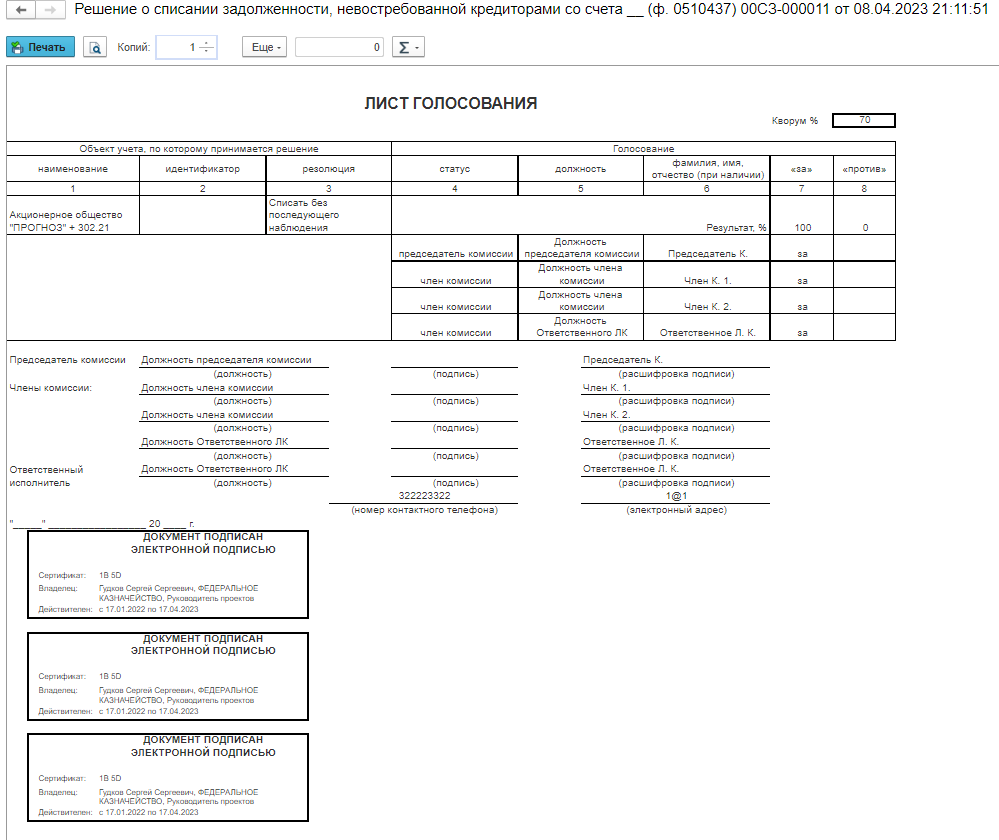 Решение о списании задолженности, невостребованной кредиторами со счета __ (ф. 0510437) 00СЗ-000011 от 08.04.2023 21:11:51
Печать Копий: 1 Еще 0 Σ
ЛИСТ ГОЛОСОВАНИЯ
Кворум % 70
Объект учета, по которому принимается решение Голосование
наименование идентификатор резолюция статус должность фамилия, имя, отчество (при наличии) «за» «против»
1 2 3 4 5 6 7 8
Акционерное общество "ПРОГНОЗ" + 302.21 Списать без последующего наблюдения Результат, % 100 0
председатель комиссии Должность председателя комиссии Председатель К. за
член комиссии Должность члена комиссии Член К. 1. за
член комиссии Должность члена комиссии Член К. 2. за
член комиссии Должность Ответственного ЛК Ответственное Л. К. за
Председатель комиссии Должность председателя комиссии Председатель К.
(должность) (подпись) (расшифровка подписи)
Члены комиссии: Должность члена комиссии Член К. 1.
(должность) (подпись) (расшифровка подписи)
Должность члена комиссии Член К. 2.
(должность) (подпись) (расшифровка подписи)
Должность Ответственного ЛК Ответственное Л. К.
(должность) (подпись) (расшифровка подписи)
Ответственный исполнитель Должность Ответственного ЛК Ответственное Л. К.
(должность) (подпись) (расшифровка подписи)
322223322 1@1
(номер контактного телефона) (электронный адрес)
"_____" _________________ 20 ____ г.
ДОКУМЕНТ ПОДПИСАН
ЭЛЕКТРОННОЙ ПОДПИСЬЮ
Сертификат: 1B 5D
Владелец: Гудков Сергей Сергеевич, ФЕДЕРАЛЬНОЕ
КАЗНАЧЕЙСТВО, Руководитель проектов
Действителен: с 17.01.2022 по 17.04.2023
ДОКУМЕНТ ПОДПИСАН
ЭЛЕКТРОННОЙ ПОДПИСЬЮ
Сертификат: 1B 5D
Владелец: Гудков Сергей Сергеевич, ФЕДЕРАЛЬНОЕ
КАЗНАЧЕЙСТВО, Руководитель проектов
Действителен: с 17.01.2022 по 17.04.2023
ДОКУМЕНТ ПОДПИСАН
ЭЛЕКТРОННОЙ ПОДПИСЬЮ
Сертификат: 1B 5D
Владелец: Гудков Сергей Сергеевич, ФЕДЕРАЛЬНОЕ
КАЗНАЧЕЙСТВО, Руководитель проектов
Действителен: с 17.01.2022 по 17.04.2023